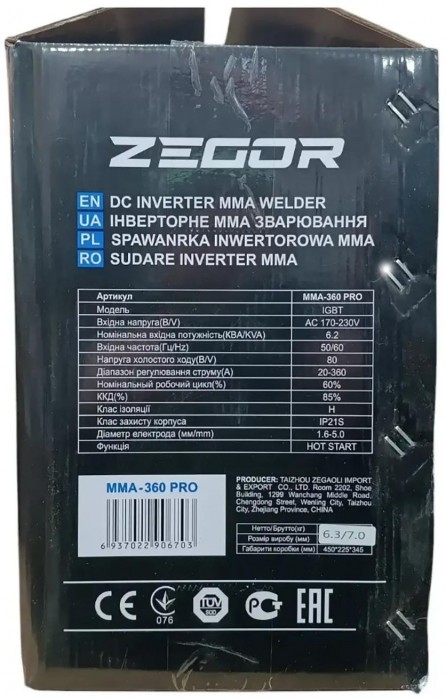 ZEGOR
EN DC INVERTER MMA WELDER
UA ІНВЕРТОРНЕ ММА ЗВАРЮВАННЯ
PL SPAWANRKA INWERTOROWA MMA
RO SUDARE INVERTER MMA
Артикул MMA-360 PRO
Модель IGBT
Вхідна напруга(В/V) AC 170-230V
Номінальна вхідна потужність(КВА/KVA) 6.2
Вхідна частота(Гц/Hz) 50/60
Напруга холостого ходу(В/V) 80
Діапазон регулювання струму(А) 20-360
Номінальный робочий цикл(%) 60%
ККД(%) 85%
Клас ізоляції H
Клас захисту корпуса IP21S
Діаметр електрода (мм/mm) 1.6-5.0
Функція HOT START
MMA-360 PRO
6 937022 906703
PRODUCER: TAIZHOU ZEGAOLI IMPORT
& EXPORT CO., LTD. Room 2202, Shoe
Building, 1299 Wanchang Middle Road,
Chengdong Street, Wenling City, Taizhou
City, Zhejiang Province, CHINA
Нетто/Брутто(кг) 6.3/7.0
Розмір виробу (мм)
Габарити коробки (мм) 450*225*345
CE 076 TÜV PCT EAC